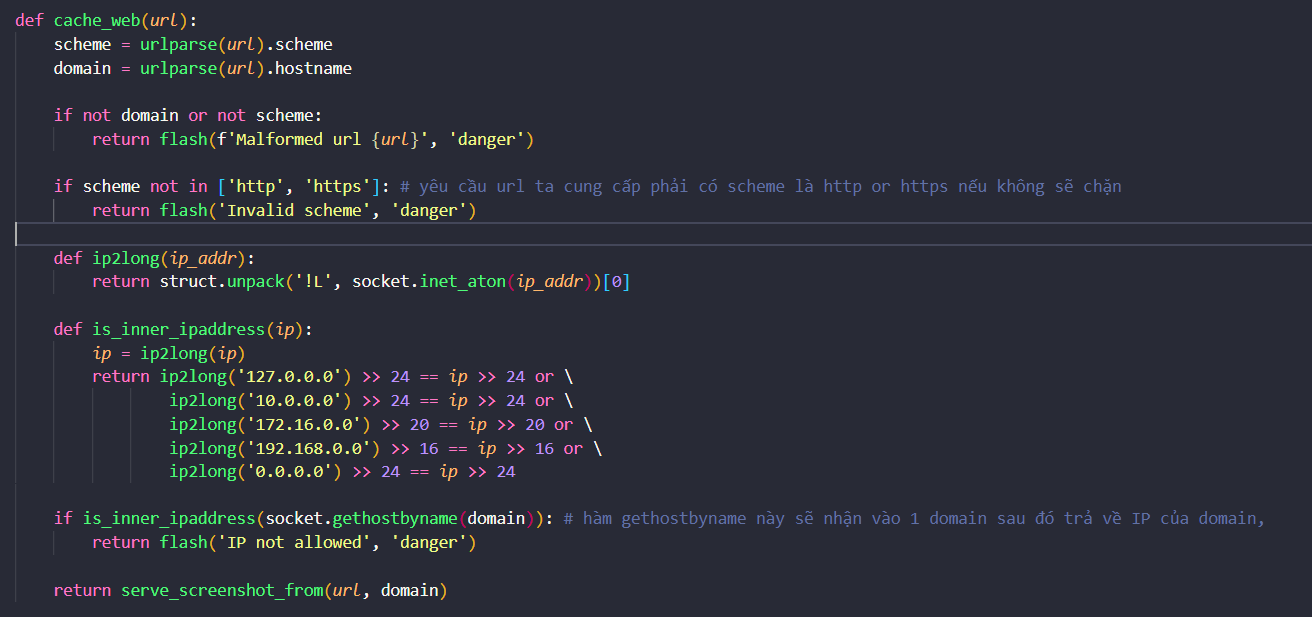 def cache_web(url):
    scheme = urlparse(url).scheme
    domain = urlparse(url).hostname

    if not domain or not scheme:
        return flash(f'Malformed url {url}', 'danger')

    if scheme not in ['http', 'https']: # yêu cầu url ta cung cấp phải có scheme là http or https nếu không sẽ chặn
        return flash('Invalid scheme', 'danger')

    def ip2long(ip_addr):
        return struct.unpack('!L', socket.inet_aton(ip_addr))[0]

    def is_inner_ipaddress(ip):
        ip = ip2long(ip)
        return ip2long('127.0.0.0') >> 24 == ip >> 24 or \
                ip2long('10.0.0.0') >> 24 == ip >> 24 or \
                ip2long('172.16.0.0') >> 20 == ip >> 20 or \
                ip2long('192.168.0.0') >> 16 == ip >> 16 or \
                ip2long('0.0.0.0') >> 24 == ip >> 24

    if is_inner_ipaddress(socket.gethostbyname(domain)): # hàm gethostbyname này sẽ nhận vào 1 domain sau đó trả về IP của domain,
        return flash('IP not allowed', 'danger')

    return serve_screenshot_from(url, domain)